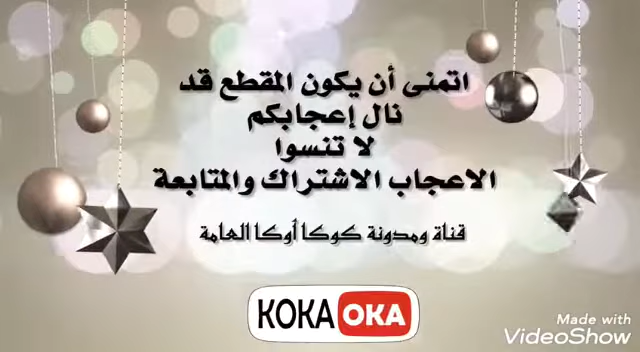 اتمنى أن يكون المقطع قد
نال إعجابكم
لا تنسوا
الاعجاب الاشتراك والمتابعة
قناة ومدونة كوكا أوكا العامة
KOKA OKA
Made with
VideoShow